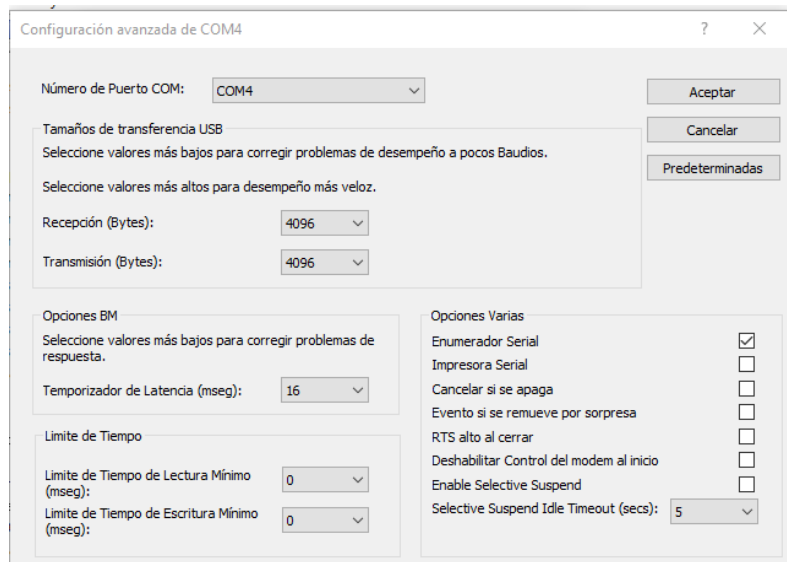 Configuración avanzada de COM4
?
Número de Puerto COM: COM4
Aceptar
Cancelar
Predeterminadas
Tamaños de transferencia USB
Seleccione valores más bajos para corregir problemas de desempeño a pocos Baudios.
Seleccione valores más altos para desempeño más veloz.
Recepción (Bytes): 4096
Transmisión (Bytes): 4096
Opciones BM
Seleccione valores más bajos para corregir problemas de
respuesta.
Temporizador de Latencia (mseg): 16
Limite de Tiempo
Limite de Tiempo de Lectura Mínimo
(mseg): 0
Limite de Tiempo de Escritura Mínimo
(mseg): 0
Opciones Varias
Enumerador Serial
Impresora Serial
Cancelar si se apaga
Evento si se remueve por sorpresa
RTS alto al cerrar
Deshabilitar Control del modem al inicio
Enable Selective Suspend
Selective Suspend Idle Timeout (secs): 5